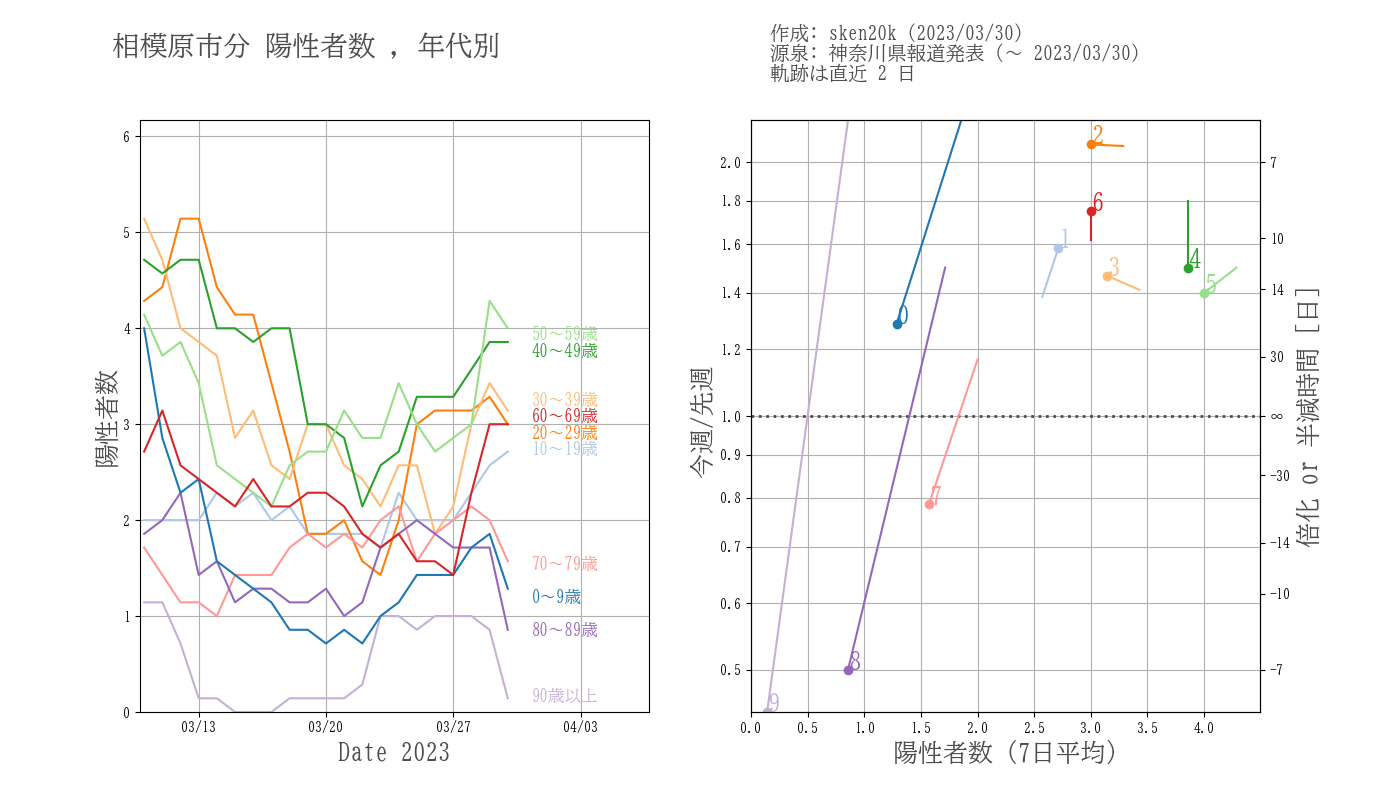 相模原市分 陽性者数 , 年代別
作成: sken20k (2023/03/30)
源泉: 神奈川県報道発表 (〜 2023/03/30)
軌跡は直近 2 日
陽性者数
6
5
4
3
2
1
0
50〜59歳
40〜49歳
30〜39歳
60〜69歳
20〜29歳
10〜19歳
70〜79歳
0〜9歳
80〜89歳
90歳以上
03/13
03/20
03/27
04/03
Date 2023
今週/先週
2.0
1.8
1.6
1.4
1.2
1.0
0.9
0.8
0.7
0.6
0.5
2
6
1
4
3
5
0
7
8
9
7
10
14
30
∞
−30
−14
−10
−7
倍化 or 半減時間 [日]
0.0
0.5
1.0
1.5
2.0
2.5
3.0
3.5
4.0
陽性者数 (7日平均)